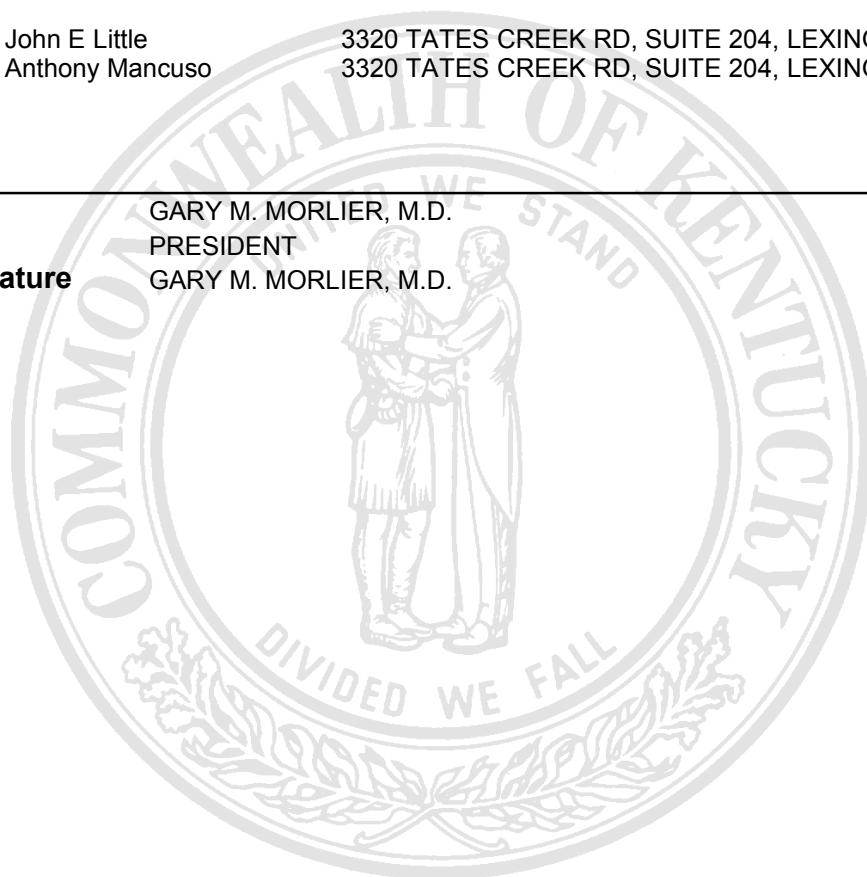 John E Little 3320 TATES CREEK RD, SUITE 204, LEXIN
Anthony Mancuso 3320 TATES CREEK RD, SUITE 204, LEXIN
GARY M. MORLIER, M.D.
PRESIDENT
ature GARY M. MORLIER, M.D.
COMMONWEALTH OF KENTUCKY
UNITED WE STAND
DIVIDED WE FALL